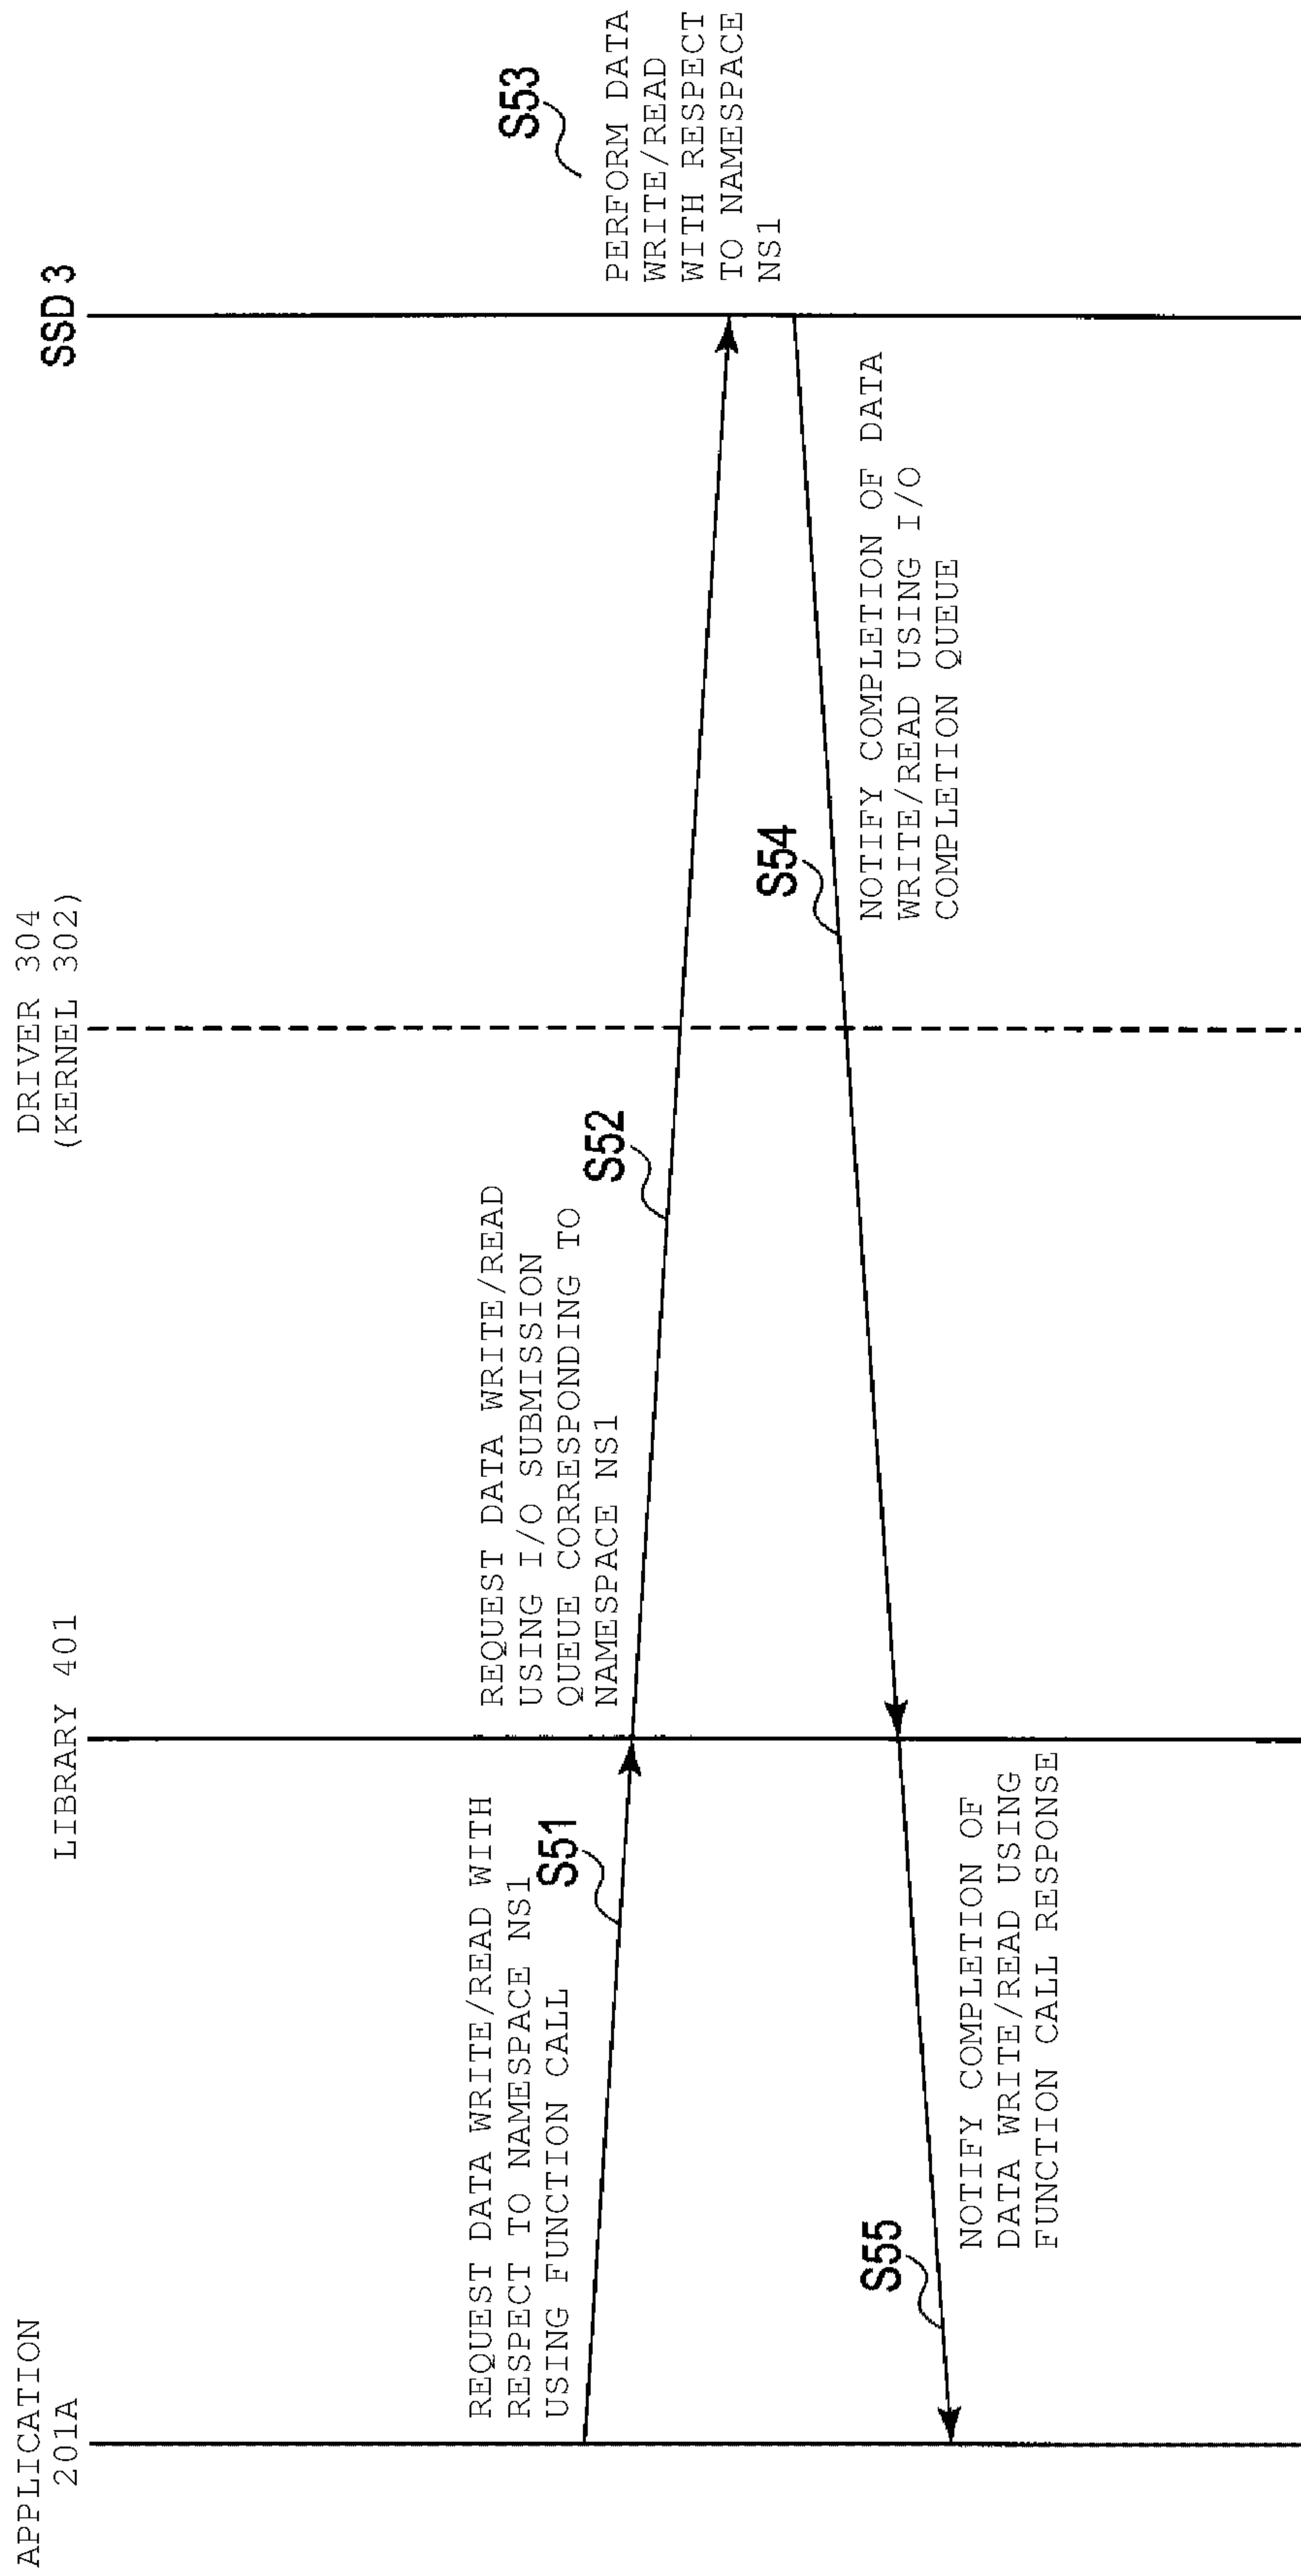 APPLICATION
201A
LIBRARY 401
DRIVER 304
(KERNEL 302)
SSD 3
REQUEST DATA WRITE/READ WITH
RESPECT TO NAMESPACE NS1
USING FUNCTION CALL
S51
REQUEST DATA WRITE/READ
USING I/O SUBMISSION
QUEUE CORRESPONDING TO
NAMESPACE NS1
S52
S53
PERFORM DATA
WRITE/READ
WITH RESPECT
TO NAMESPACE
NS1
S54
NOTIFY COMPLETION OF DATA
WRITE/READ USING I/O
COMPLETION QUEUE
S55
NOTIFY COMPLETION OF
DATA WRITE/READ USING
FUNCTION CALL RESPONSE